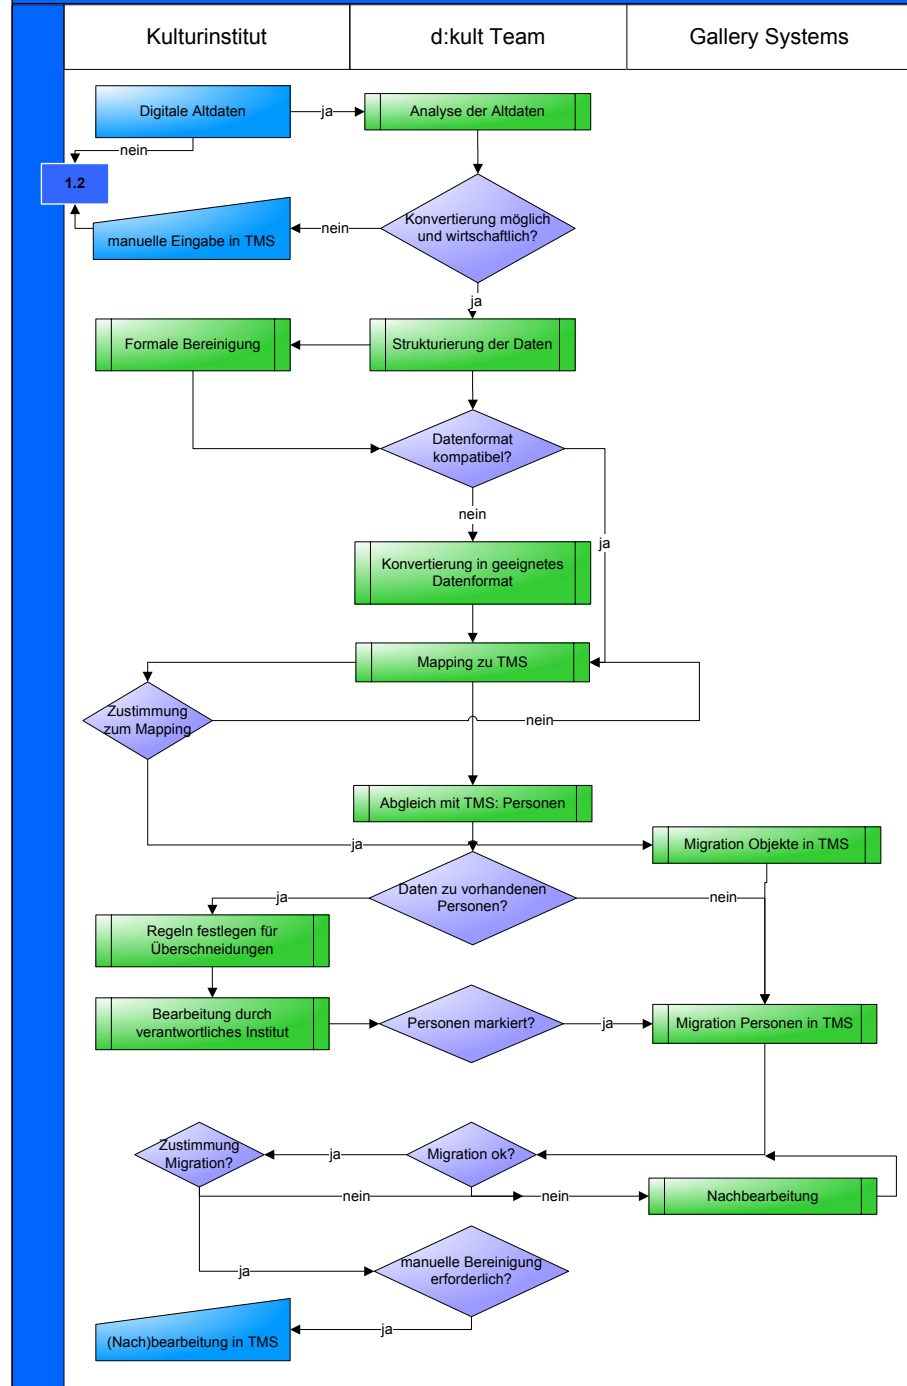 Kulturinstitut
d:kult Team
Gallery Systems
Digitale Altdaten
ja
Analyse der Altdaten
nein
1.2
manuelle Eingabe in TMS
nein
Konvertierung möglich
und wirtschaftlich?
ja
Formale Bereinigung
Strukturierung der Daten
Datenformat
kompatibel?
nein
ja
Konvertierung in geeignetes
Datenformat
Mapping zu TMS
Zustimmung
zum Mapping
nein
Abgleich mit TMS: Personen
ja
Migration Objekte in TMS
Daten zu vorhandenen
Personen?
ja
nein
Regeln festlegen für
Überschneidungen
Bearbeitung durch
verantwortliches Institut
Personen markiert?
ja
Migration Personen in TMS
Zustimmung
Migration?
ja
Migration ok?
nein
nein
Nachbearbeitung
manuelle Bereinigung
erforderlich?
ja
(Nach)bearbeitung in TMS
ja